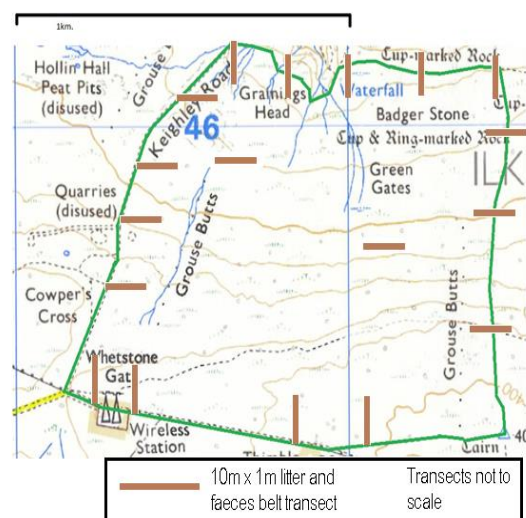 1km.
Hollin Hall
Peat Pits
(disused)
Grouse
Keighley Road
46
Grainings
Head
Waterfall
Cup-marked Rock
Badger Stone
Cup
Cup & Ring-marked Rock
ILK
Green
Gates
Quarries
(disused)
Grouse Butts
Cowper's
Cross
Grouse Butts
Whetstone
Gate
Wireless
Station
Cairn
400
40
10m x 1m litter and
faeces belt transect
Transects not to
scale